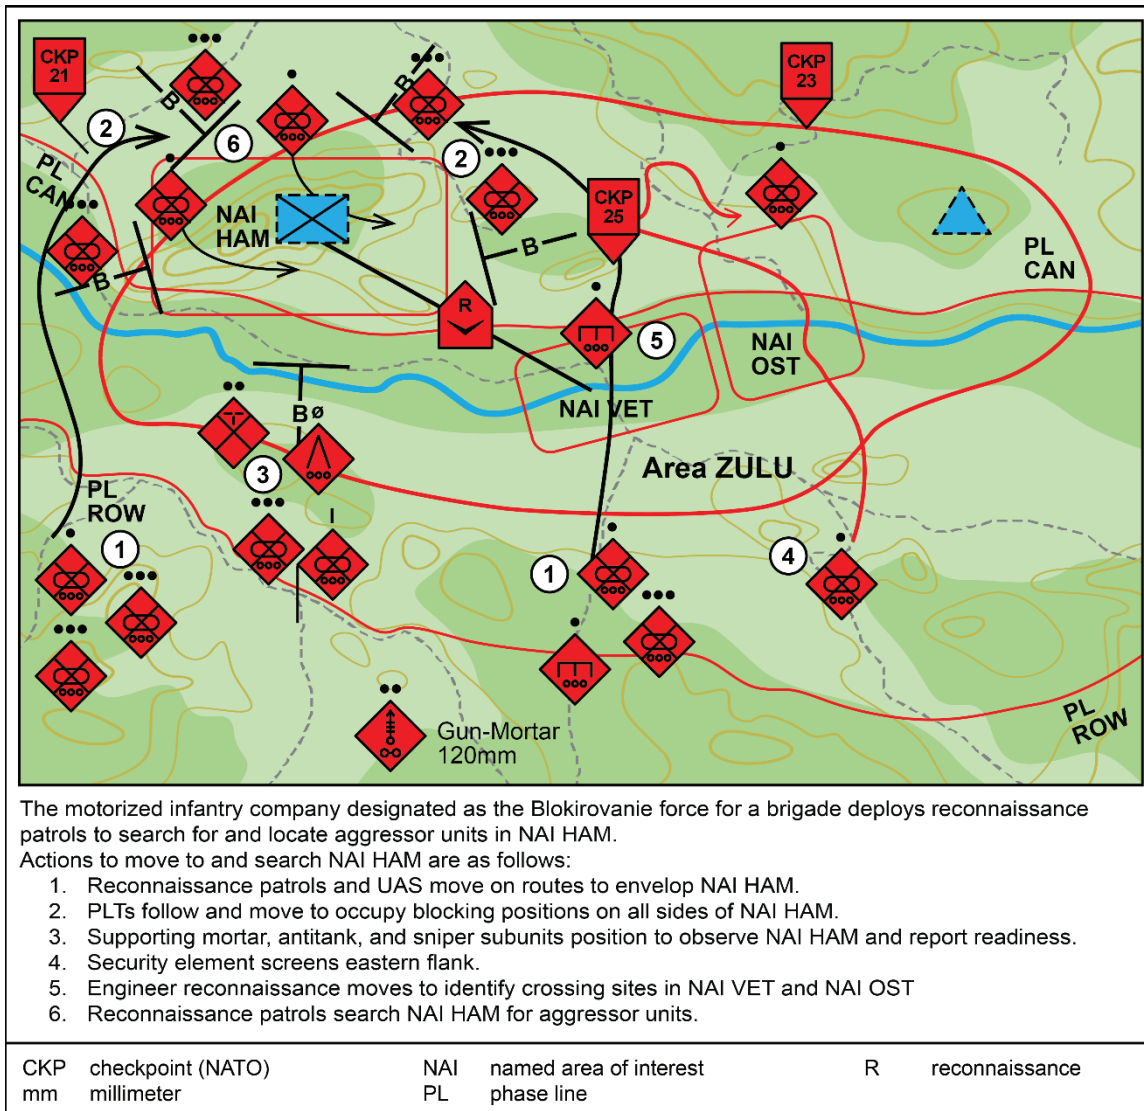 CKP
21
CKP
23
B
B
2
6
2
PL
CAN
NAI
HAM
CKP
25
PL
CAN
B
B
R
5
NAI
OST
NAI VET
B ø
3
Area ZULU
PL
ROW
1
1
4
I
Gun-Mortar
120mm
PL
ROW
The motorized infantry company designated as the Blokirovanie force for a brigade deploys reconnaissance
patrols to search for and locate aggressor units in NAI HAM.
Actions to move to and search NAI HAM are as follows:
1. Reconnaissance patrols and UAS move on routes to envelop NAI HAM.
2. PLTs follow and move to occupy blocking positions on all sides of NAI HAM.
3. Supporting mortar, antitank, and sniper subunits position to observe NAI HAM and report readiness.
4. Security element screens eastern flank.
5. Engineer reconnaissance moves to identify crossing sites in NAI VET and NAI OST
6. Reconnaissance patrols search NAI HAM for aggressor units.
CKP checkpoint (NATO) NAI named area of interest R reconnaissance
mm millimeter PL phase line